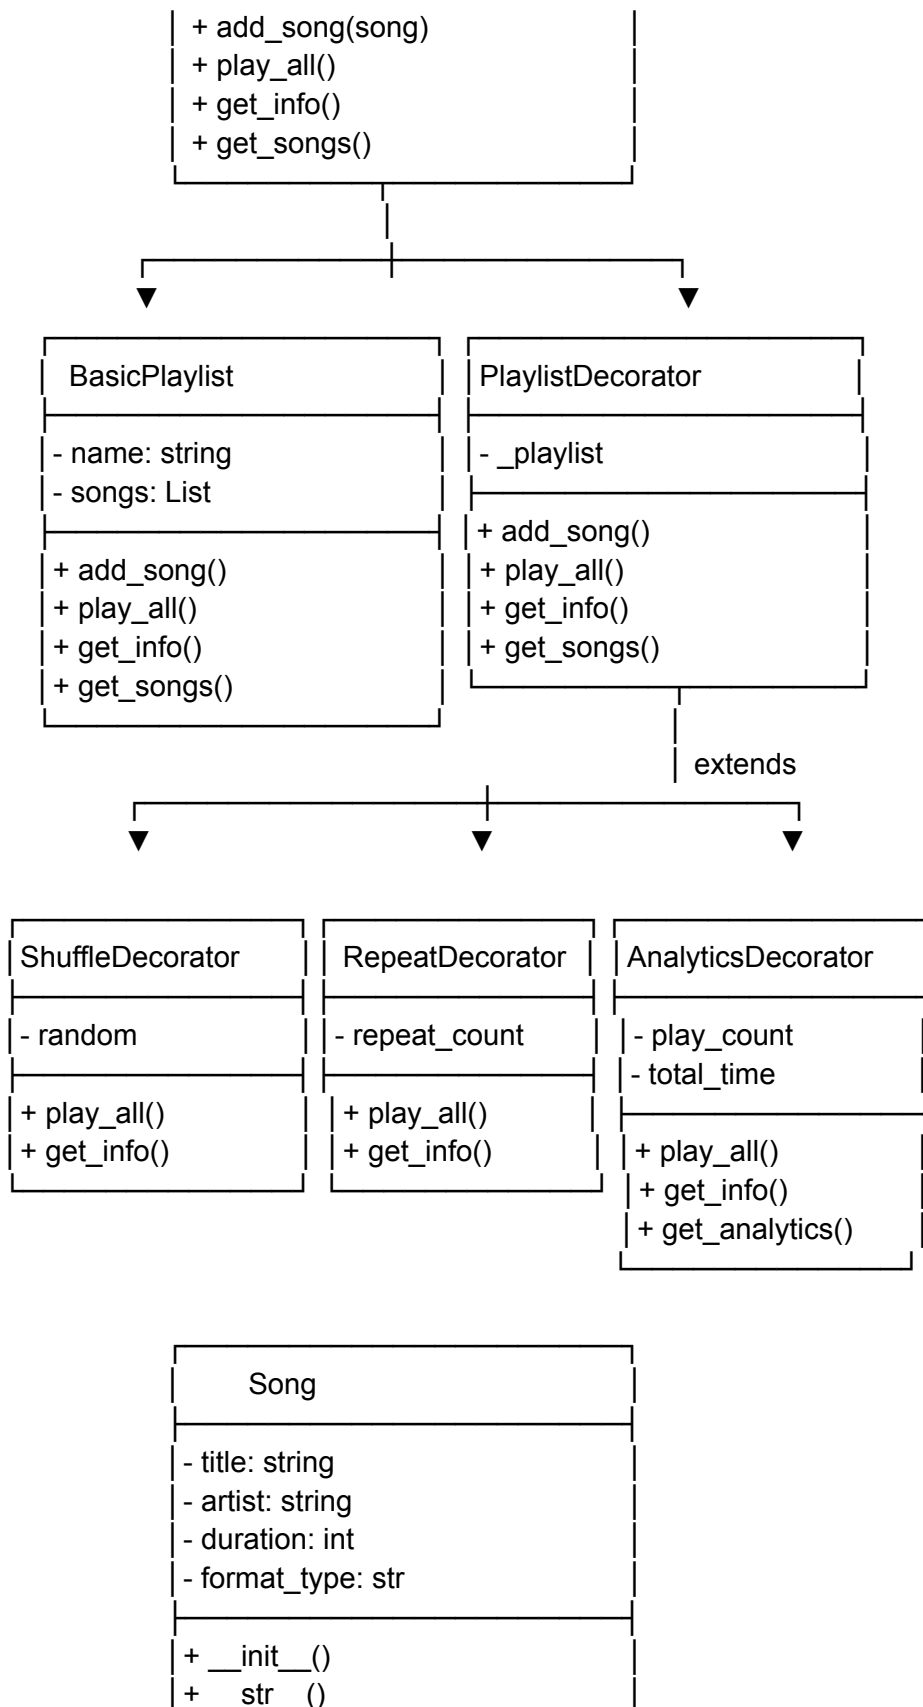 + add_song(song)
+ play_all()
+ get_info()
+ get_songs()
BasicPlaylist
- name: string
- songs: List
+ add_song()
+ play_all()
+ get_info()
+ get_songs()
PlaylistDecorator
- _playlist
+ add_song()
+ play_all()
+ get_info()
+ get_songs()
extends
ShuffleDecorator
- random
+ play_all()
+ get_info()
RepeatDecorator
- repeat_count
+ play_all()
+ get_info()
AnalyticsDecorator
- play_count
- total_time
+ play_all()
+ get_info()
+ get_analytics()
Song
- title: string
- artist: string
- duration: int
- format_type: str
+ __init__()
+ __str__()